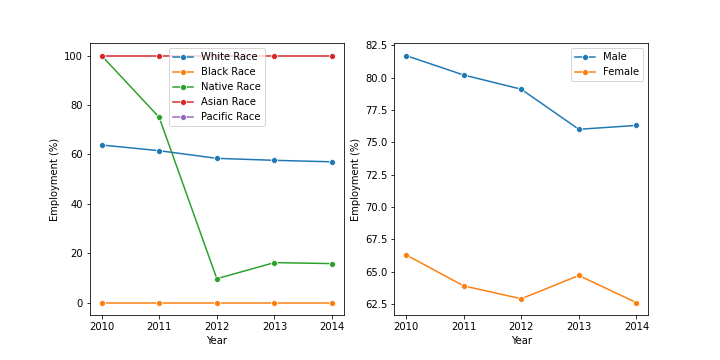 100
80
60
40
20
0
Employment (%)
2010 2011 2012 2013 2014
Year
White Race
Black Race
Native Race
Asian Race
Pacific Race
82.5
80.0
77.5
75.0
72.5
70.0
67.5
65.0
62.5
Employment (%)
2010 2011 2012 2013 2014
Year
Male
Female